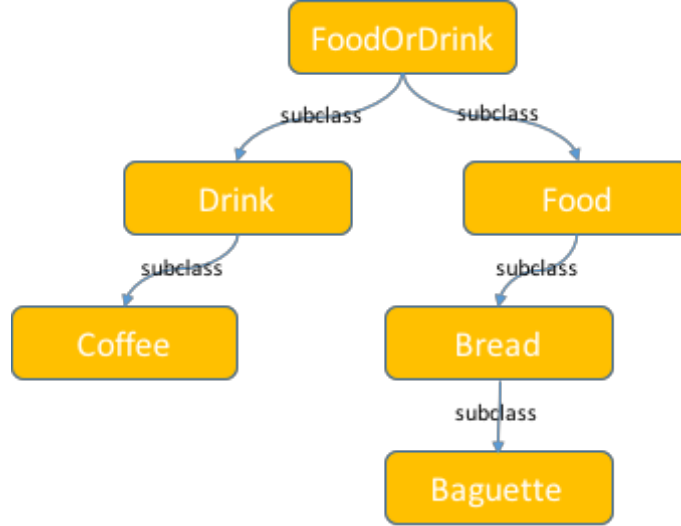 FoodOrDrink
subclass
subclass
Drink
Food
subclass
subclass
Coffee
Bread
subclass
Baguette